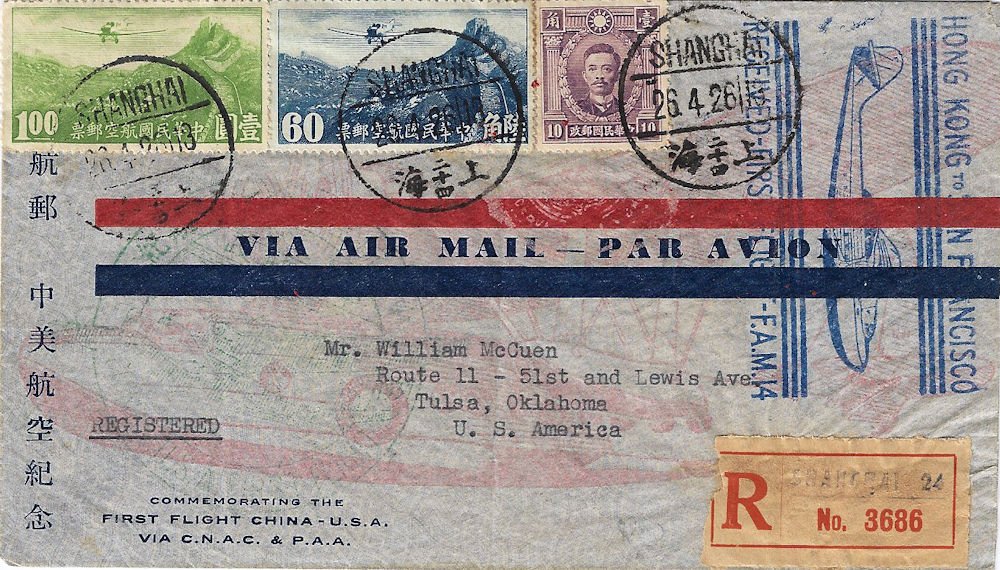 1.00
票郵空航國民華中
壹圓
60
票郵空航國民華中
陸角
角
壹
10
政郵國民華中
10
SHANGHAI
上海
SHANGHAI
上海
SHANGHAI
26.4.26
上海
航郵 中美航空紀念
VIA AIR MAIL — PAR AVION
HONG KONG TO SAN FRANCISCO
F.A.M.14
Mr. William McCuen
Route 11 - 51st and Lewis Ave.
Tulsa, Oklahoma
U. S. America
REGISTERED
COMMEMORATING THE
FIRST FLIGHT CHINA-U.S.A.
VIA C.N.A.C. & P.A.A.
R
SHANGHAI 24
No. 3686